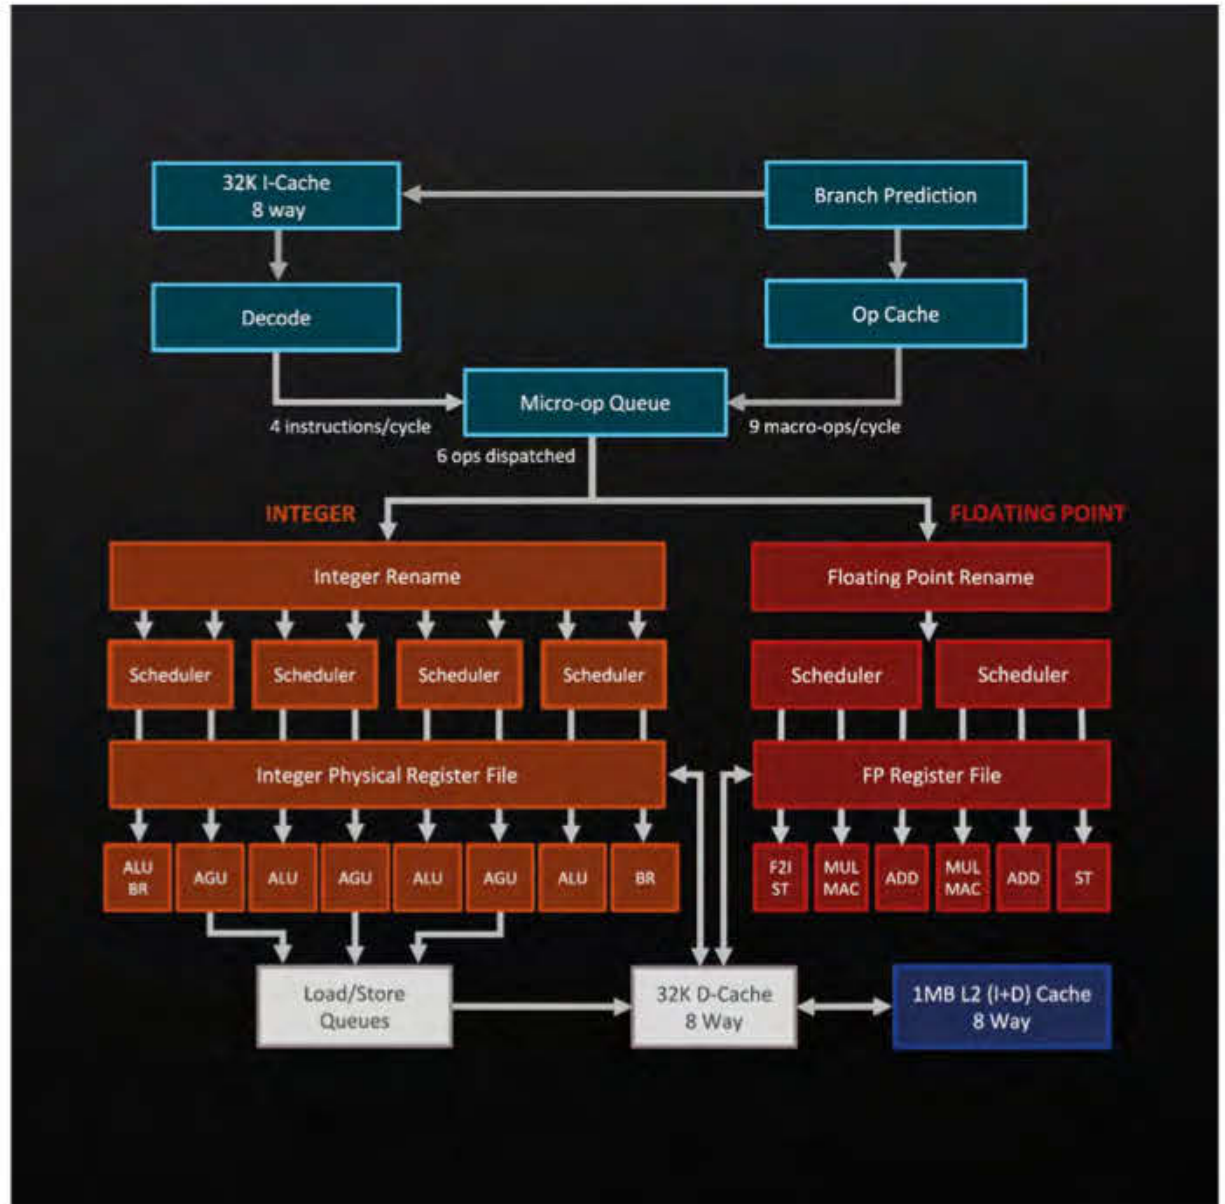 32K I-Cache
8 way
Branch Prediction
Decode
Op Cache
Micro-op Queue
4 instructions/cycle
9 macro-ops/cycle
6 ops dispatched
INTEGER
FLOATING POINT
Integer Rename
Floating Point Rename
Scheduler
Scheduler
Scheduler
Scheduler
Scheduler
Scheduler
Integer Physical Register File
FP Register File
ALU
BR
AGU
ALU
AGU
ALU
AGU
ALU
BR
F2I
ST
MUL
MAC
ADD
MUL
MAC
ADD
ST
Load/Store
Queues
32K D-Cache
8 Way
1MB L2 (I+D) Cache
8 Way